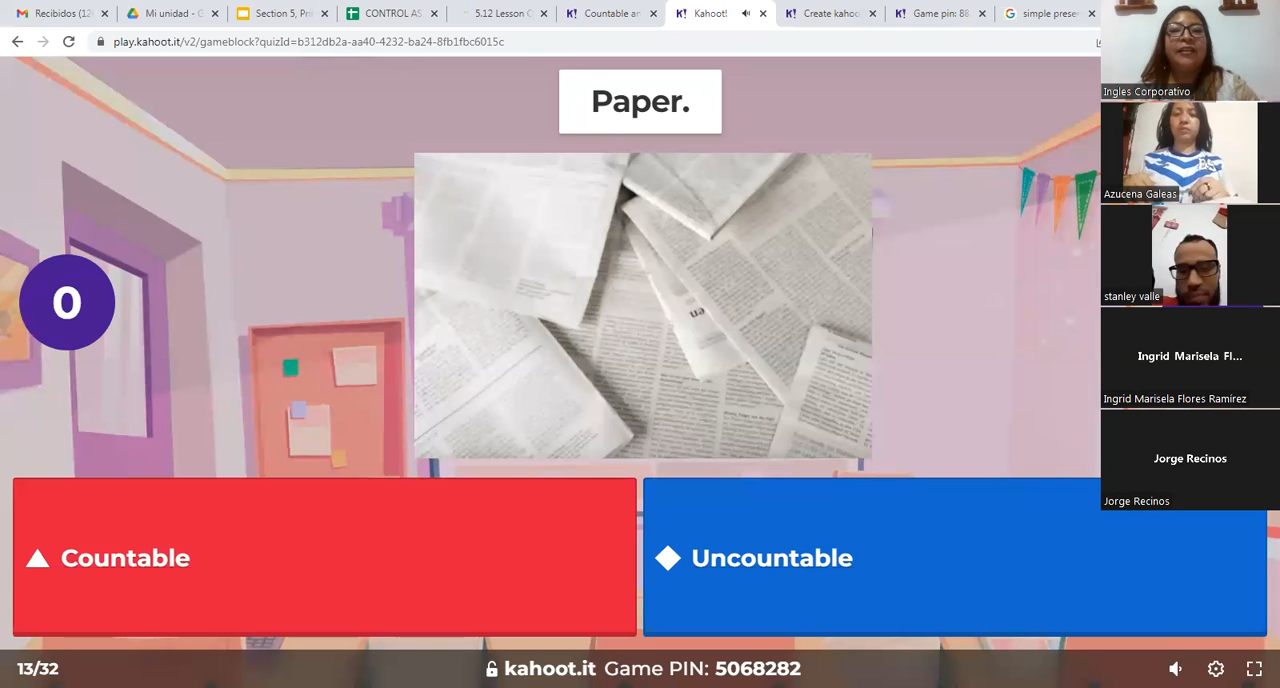 Recibidos (12
Mi unidad - G
Section 5, Pri
CONTROL AS
5.12 Lesson C
Countable an
Kahoot!
Create kahoo
Game pin: 88
simple preser
play.kahoot.it/v2/gameblock?quizId=b312db2a-aa40-4232-ba24-8fb1fbc6015c
Paper.
0
Countable
Uncountable
13/32
kahoot.it Game PIN: 5068282
Ingles Corporativo
Azucena Galeas
stanley valle
Ingrid Marisela Fl...
Ingrid Marisela Flores Ramírez
Jorge Recinos
Jorge Recinos